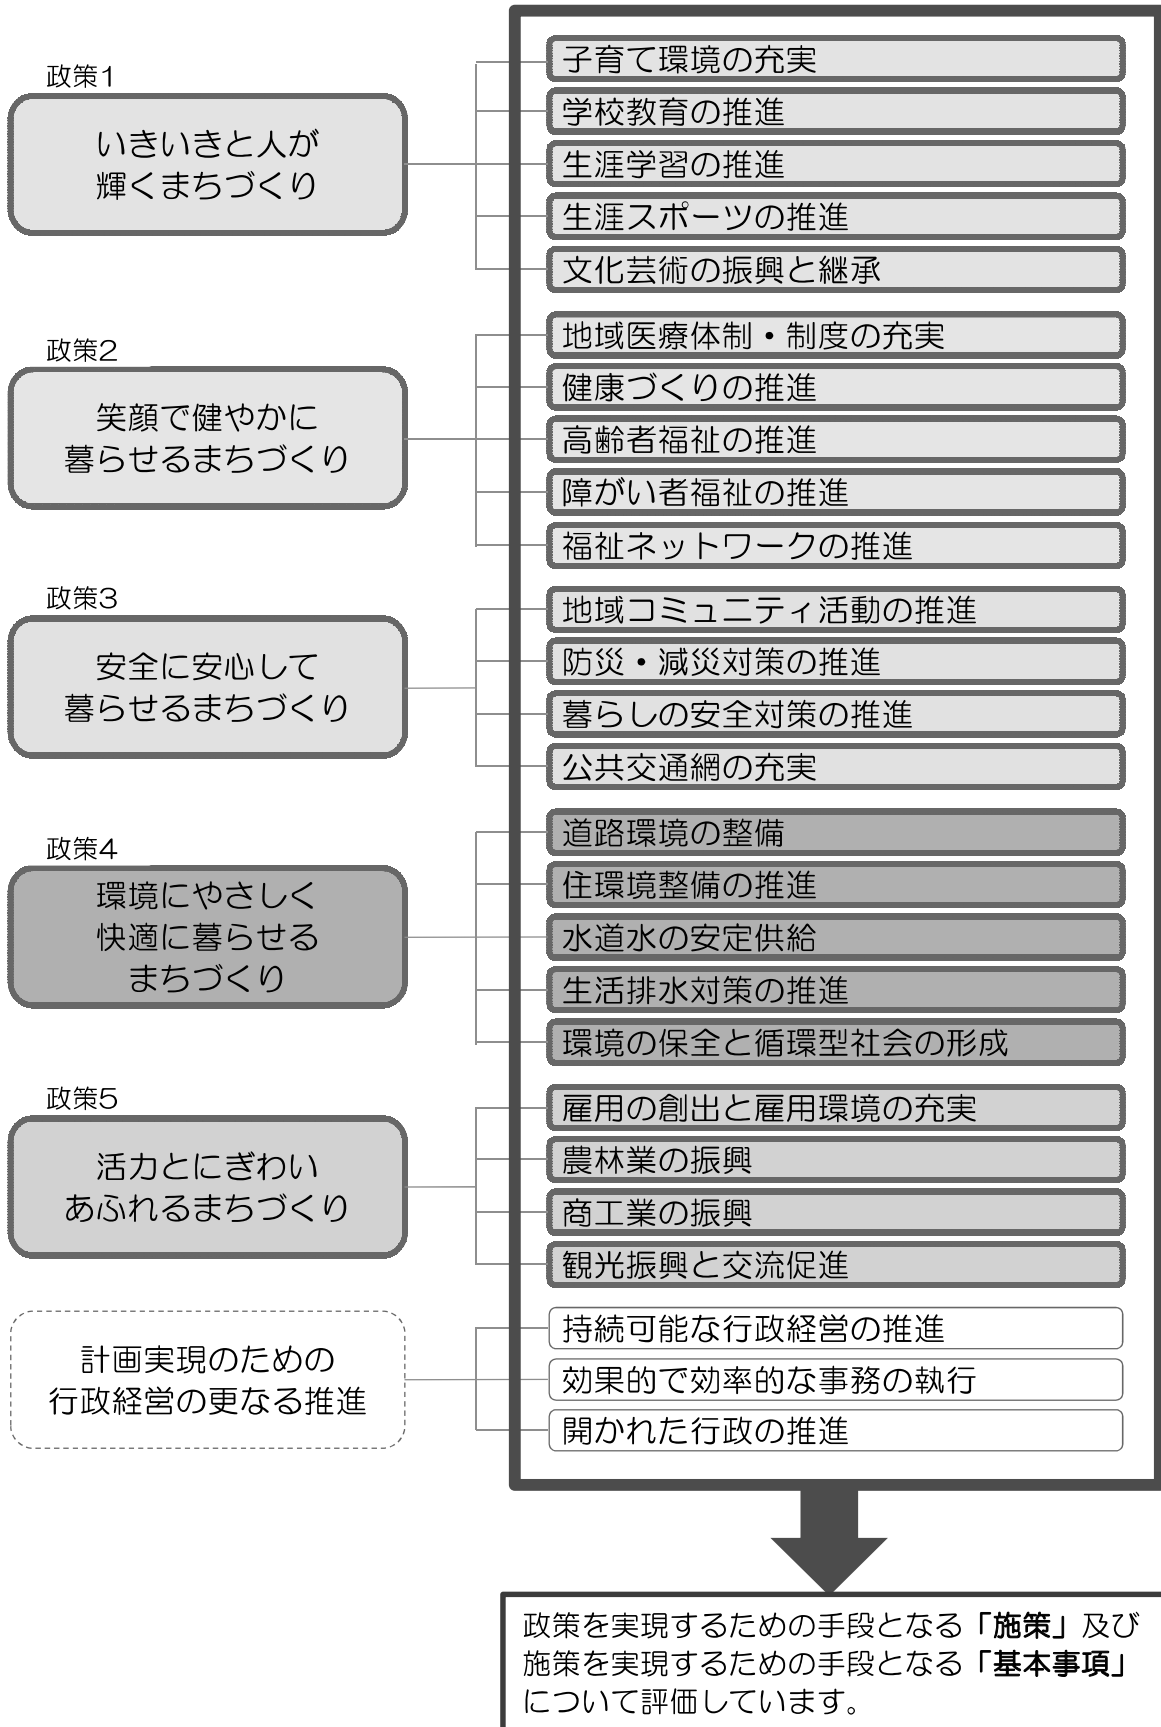 政策1
いきいきと人が
輝くまちづくり
子育て環境の充実
学校教育の推進
生涯学習の推進
生涯スポーツの推進
文化芸術の振興と継承
政策2
笑顔で健やかに
暮らせるまちづくり
地域医療体制・制度の充実
健康づくりの推進
高齢者福祉の推進
障がい者福祉の推進
福祉ネットワークの推進
政策3
安全に安心して
暮らせるまちづくり
地域コミュニティ活動の推進
防災・減災対策の推進
暮らしの安全対策の推進
公共交通網の充実
政策4
環境にやさしく
快適に暮らせる
まちづくり
道路環境の整備
住環境整備の推進
水道水の安定供給
生活排水対策の推進
環境の保全と循環型社会の形成
政策5
活力とにぎわい
あふれるまちづくり
雇用の創出と雇用環境の充実
農林業の振興
商工業の振興
観光振興と交流促進
計画実現のための
行政経営の更なる推進
持続可能な行政経営の推進
効果的で効率的な事務の執行
開かれた行政の推進
政策を実現するための手段となる「施策」及び
施策を実現するための手段となる「基本事項」
について評価しています。